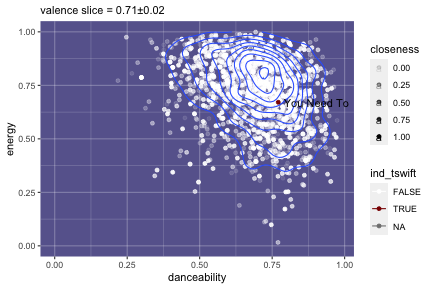 valence slice = 0.71±0.02
1.00
0.75
0.50
0.25
0.00
energy
You Need To
0.00
0.25
0.50
0.75
1.00
danceability
closeness
0.00
0.25
0.50
0.75
1.00
ind_tswift
FALSE
TRUE
NA